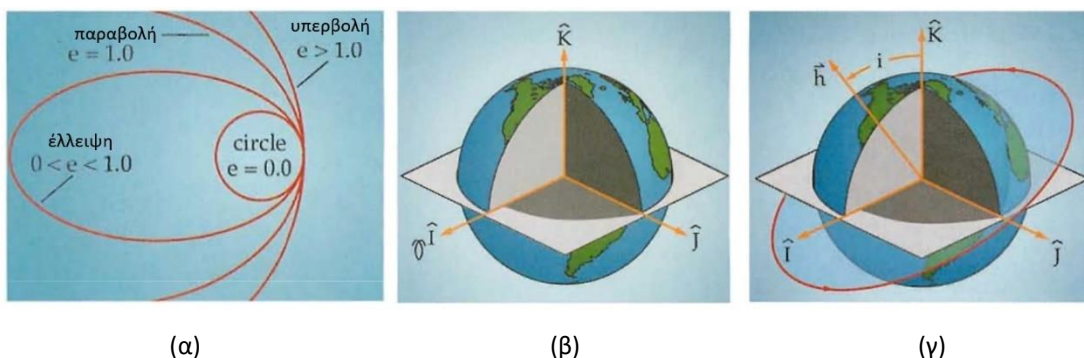 παραβολή
e = 1.0
υπερβολή
e > 1.0
έλλειψη
0 < e < 1.0
circle
e = 0.0
K̂
Î
Ĵ
K̂
i
h⃗
Î
Ĵ
(α)
(β)
(γ)